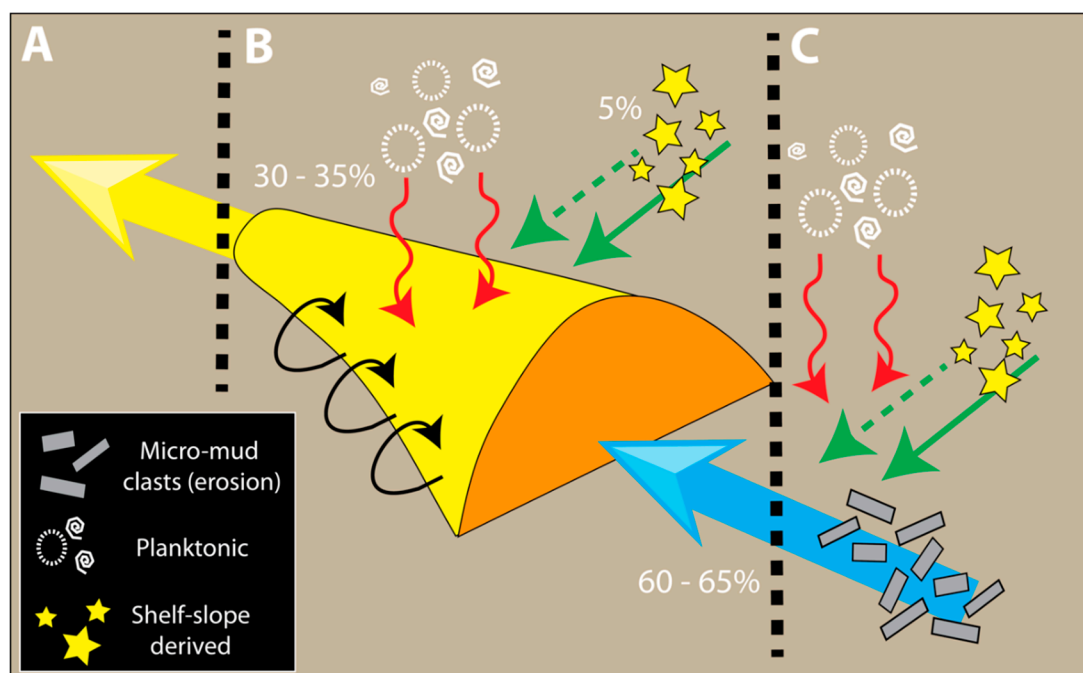 A
B
C
5%
30 - 35%
60 - 65%
Micro-mud
clasts (erosion)
Planktonic
Shelf-slope
derived